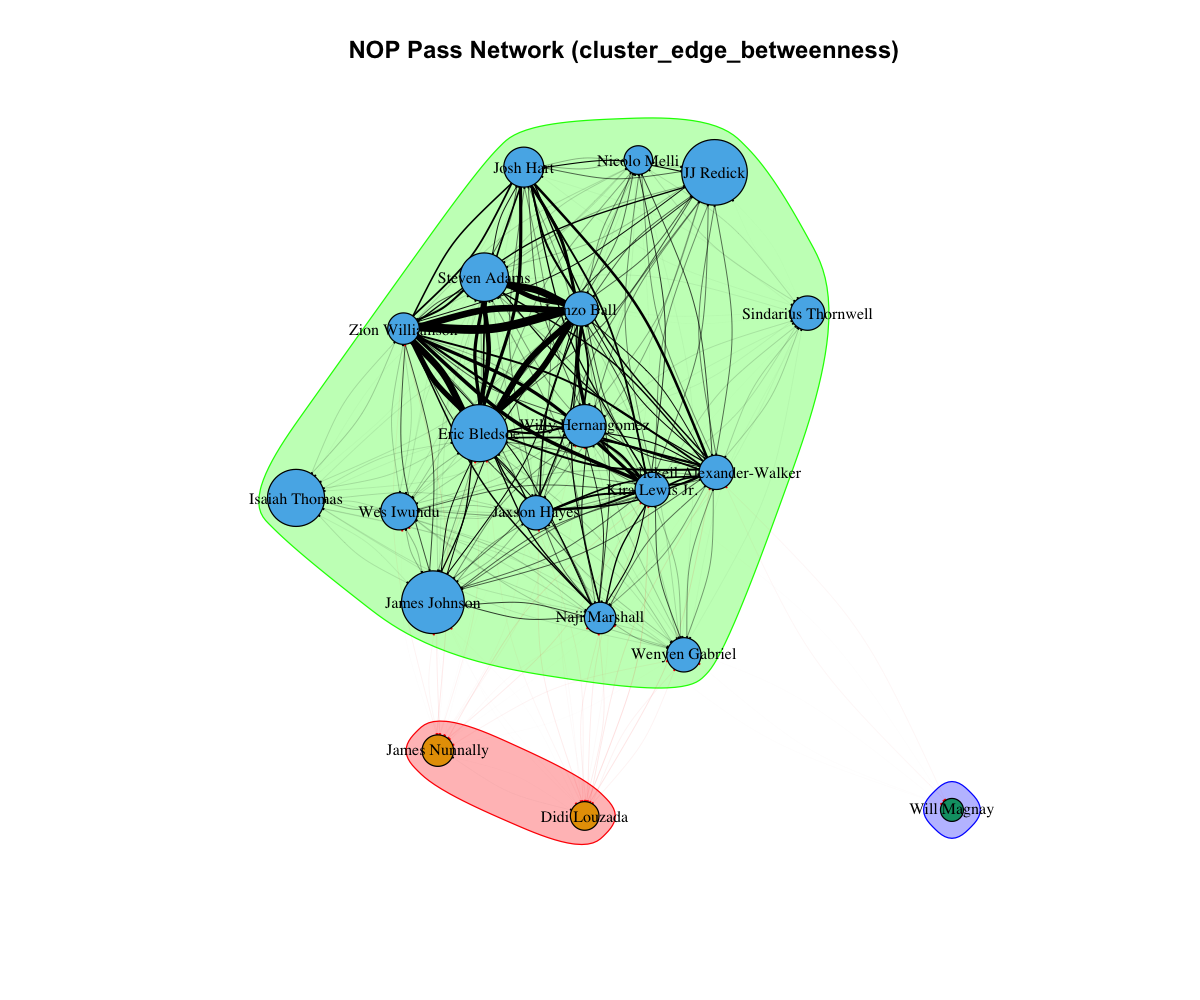 NOP Pass Network (cluster_edge_betweenness)
Josh Hart
Nicolo Melli
JJ Redick
Steven Adams
Ball
Sindarius Thornwell
Zion Williamson
Eric Bledsoe
Willy Hernangomez
Alexander-Walker
Kira Lewis Jr.
Isaiah Thomas
Wes Iwundu
Jaxson Hayes
James Johnson
Naji Marshall
Wenyen Gabriel
James Nunnally
Didi Louzada
Will Magnay